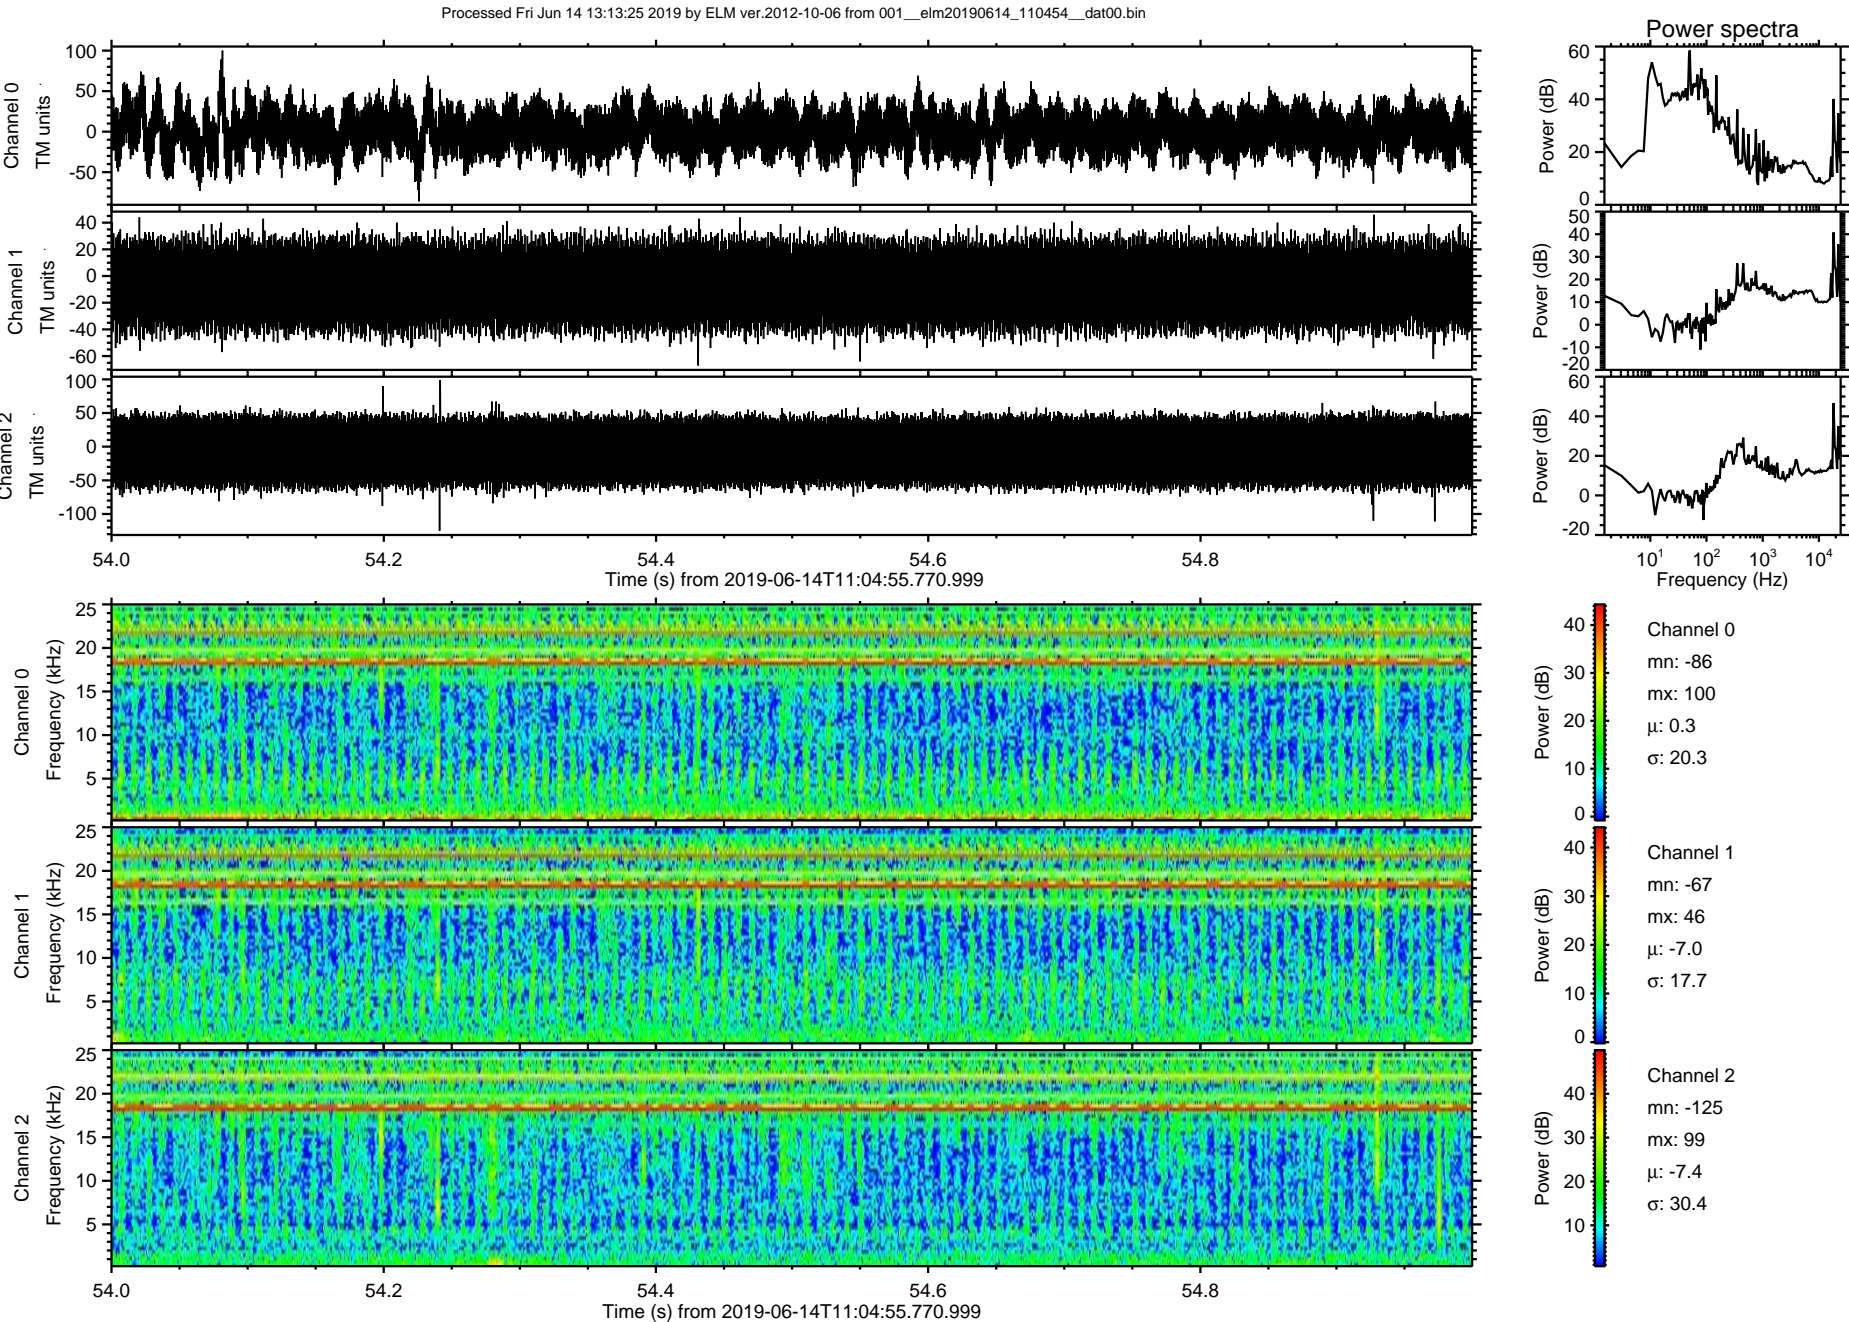 Processed Fri Jun 14 13:13:25 2019 by ELM ver.2012-10-06 from 001__elm20190614_110454__dat00.bin
Power spectra
Channel 0
TM units
100
50
0
-50
Power (dB)
60
40
20
0
Channel 1
TM units
40
20
0
-20
-40
-60
Power (dB)
50
40
30
20
10
0
-10
-20
Channel 2
TM units
100
50
0
-50
-100
Power (dB)
60
40
20
0
-20
54.0 54.2 54.4 54.6 54.8
Time (s) from 2019-06-14T11:04:55.770.999
10^1 10^2 10^3 10^4
Frequency (Hz)
Channel 0
Frequency (kHz)
25
20
15
10
5
Power (dB)
40
30
20
10
0
Channel 0
mn: -86
mx: 100
μ: 0.3
σ: 20.3
Channel 1
Frequency (kHz)
25
20
15
10
5
Power (dB)
40
30
20
10
0
Channel 1
mn: -67
mx: 46
μ: -7.0
σ: 17.7
Channel 2
Frequency (kHz)
25
20
15
10
5
Power (dB)
40
30
20
10
Channel 2
mn: -125
mx: 99
μ: -7.4
σ: 30.4
54.0 54.2 54.4 54.6 54.8
Time (s) from 2019-06-14T11:04:55.770.999